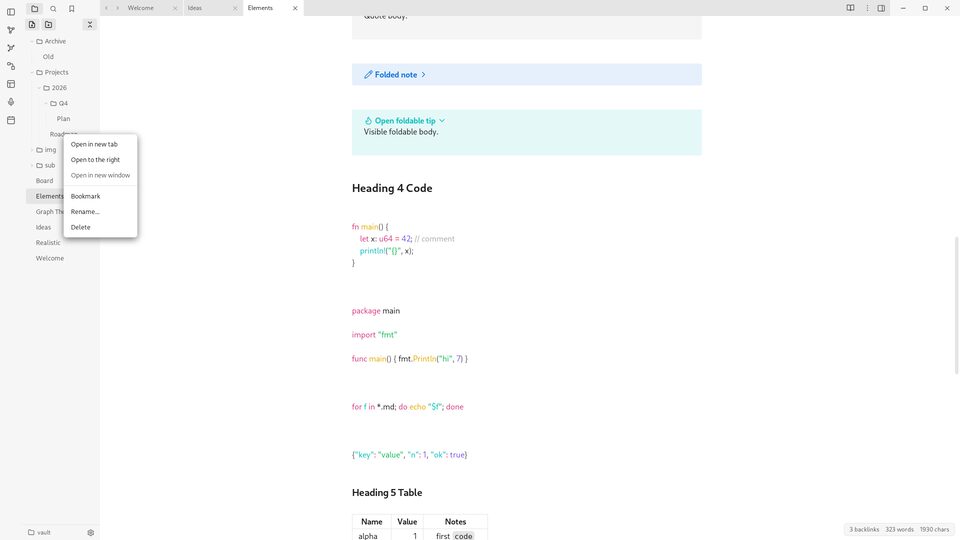 Welcome
Ideas
Elements
Archive
Old
Projects
2026
Q4
Plan
img
sub
Board
Elements
Ideas
Realistic
Welcome
vault
Open in new tab
Open to the right
Open in new window
Bookmark
Rename...
Delete
Quote body.
Folded note
Open foldable tip
Visible foldable body.
Heading 4 Code
fn main() {
let x: u64 = 42; // comment
println!("{}", x);
}
package main
import "fmt"
func main() { fmt.Println("hi", 7) }
for f in *.md; do echo "$f"; done
{"key": "value", "n": 1, "ok": true}
Heading 5 Table
Name Value Notes
alpha 1 first code
3 backlinks 323 words 1930 chars